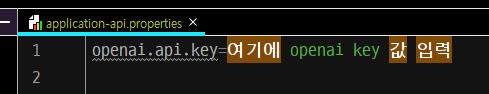 application-api.properties ×
1 openai.api.key=여기에 openai key 값 입력
2